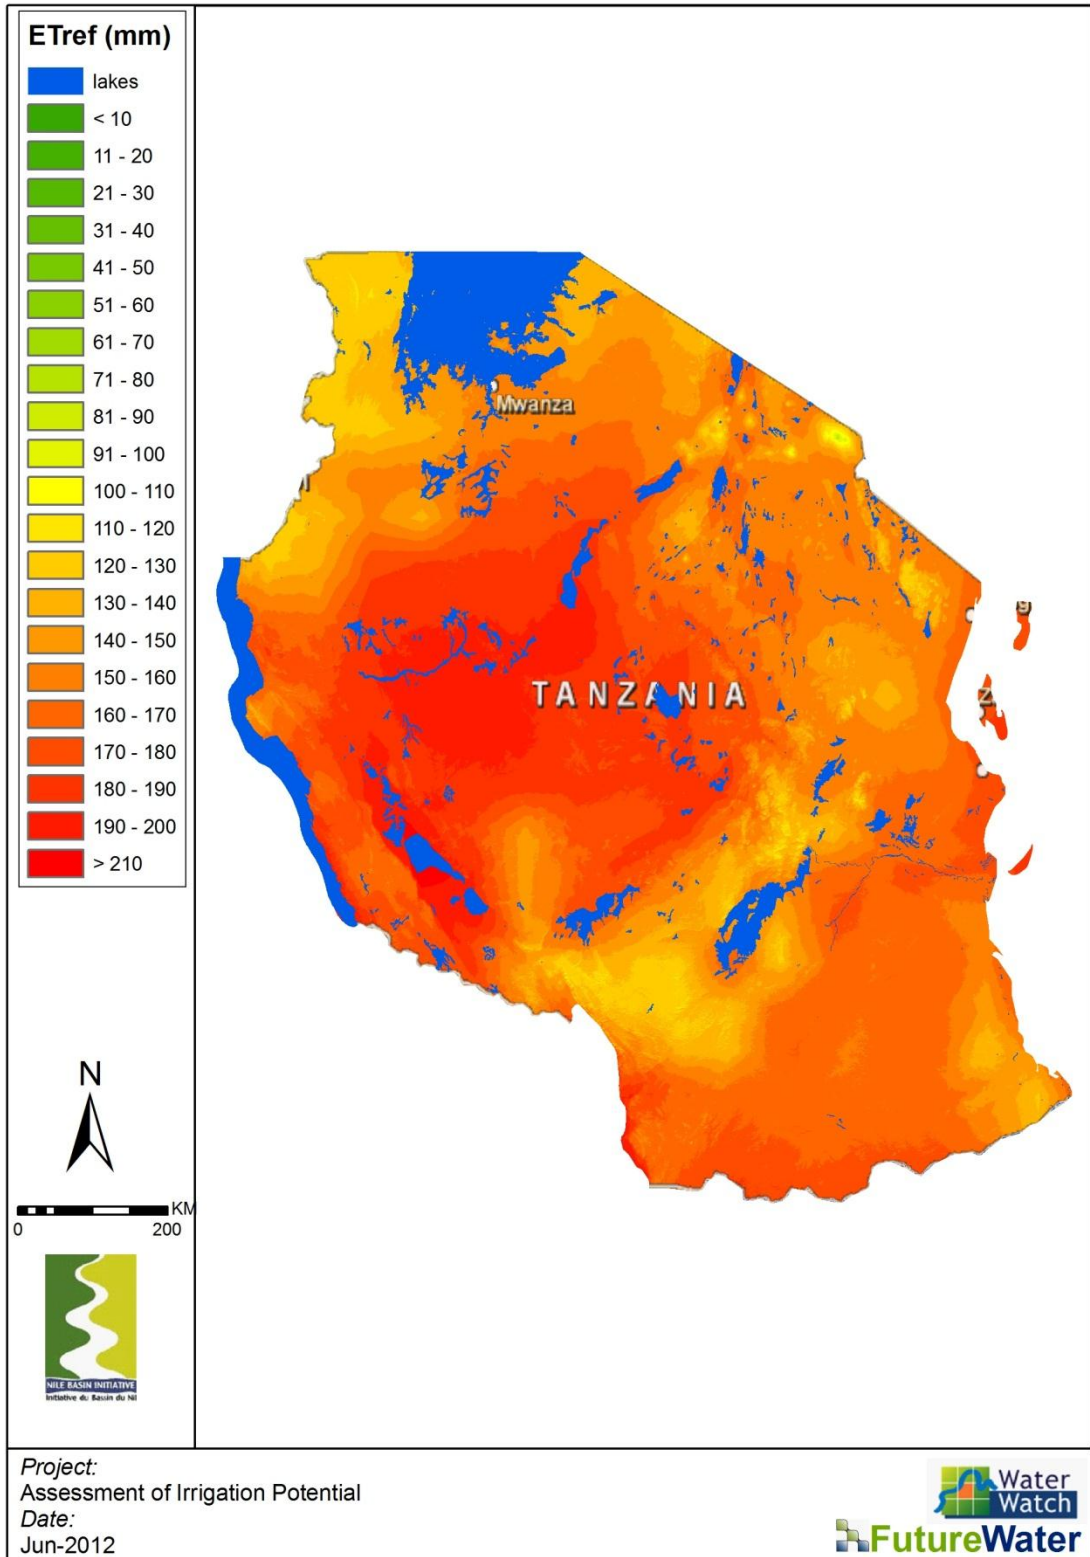 ETref (mm)
lakes
< 10
11 - 20
21 - 30
31 - 40
41 - 50
51 - 60
61 - 70
71 - 80
81 - 90
91 - 100
100 - 110
110 - 120
120 - 130
130 - 140
140 - 150
150 - 160
160 - 170
170 - 180
180 - 190
190 - 200
> 210
Mwanza
TANZANIA
Z
N
KM
0 200
NILE BASIN INITIATIVE
Initiative du Bassin du Nil
Project:
Assessment of Irrigation Potential
Date:
Jun-2012
Water
Watch
FutureWater